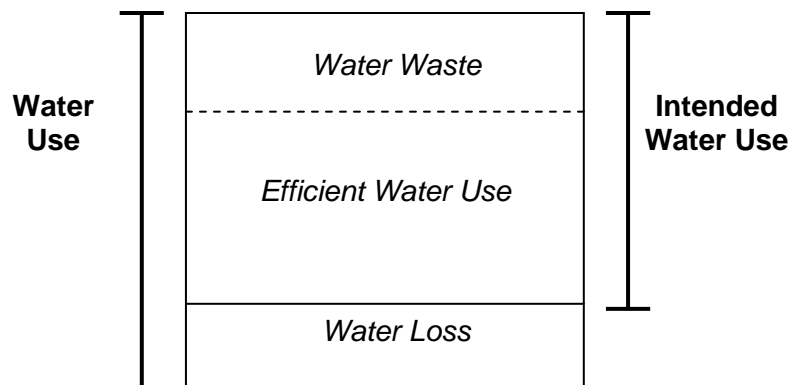 Water Waste
Water
Use
Intended
Water Use
Efficient Water Use
Water Loss